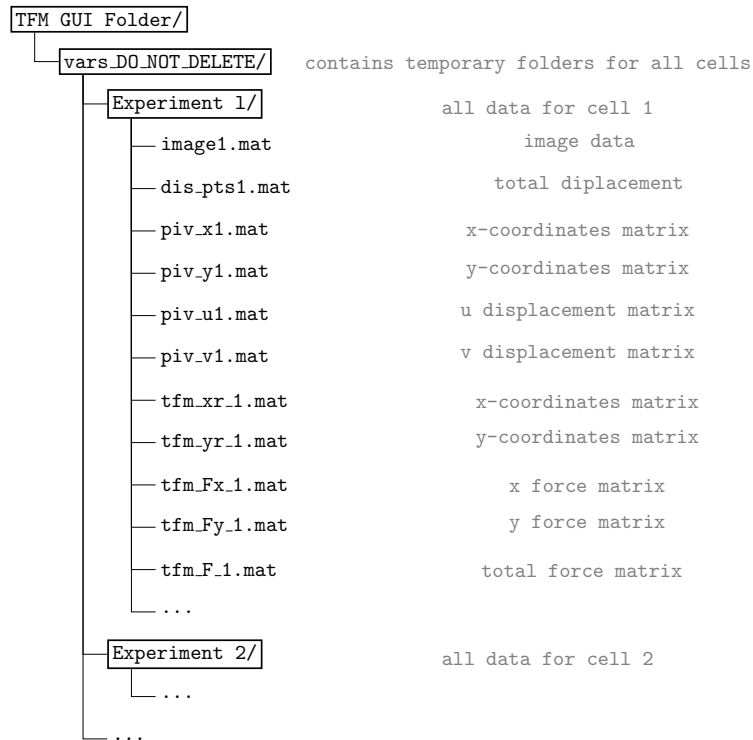 TFM GUI Folder/
vars_DO_NOT_DELETE/ contains temporary folders for all cells
Experiment 1/ all data for cell 1
image1.mat image data
dis_pts1.mat total diplacement
piv_x1.mat x-coordinates matrix
piv_y1.mat y-coordinates matrix
piv_u1.mat u displacement matrix
piv_v1.mat v displacement matrix
tfm_xr_1.mat x-coordinates matrix
tfm_yr_1.mat y-coordinates matrix
tfm_Fx_1.mat x force matrix
tfm_Fy_1.mat y force matrix
tfm_F_1.mat total force matrix
...
Experiment 2/ all data for cell 2
...
...